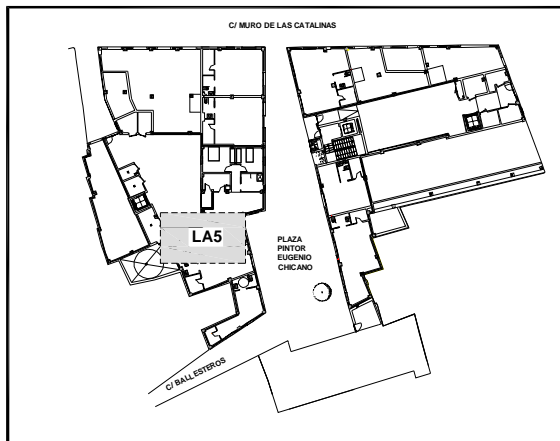 C/ MURO DE LAS CATALINAS
LA5
PLAZA
PINTOR
EUGENIO
CHICANO
C/ BALLESTEROS